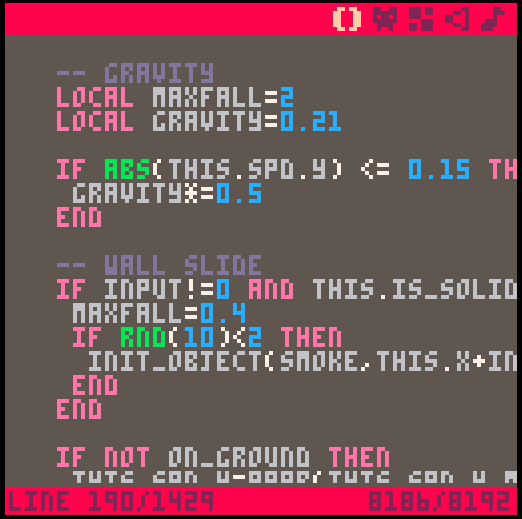 -- GRAVITY
LOCAL MAXFALL=2
LOCAL GRAVITY=0.21
IF ABS(THIS.SPD.Y) <= 0.15 TH
GRAVITY*=0.5
END
-- WALL SLIDE
IF INPUT!=0 AND THIS.IS_SOLID
MAXFALL=0.4
IF RND(10)<2 THEN
INIT_OBJECT(SMOKE,THIS.X+IN
END
END
IF NOT ON_GROUND THEN
LINE 190/1429 8186/8192